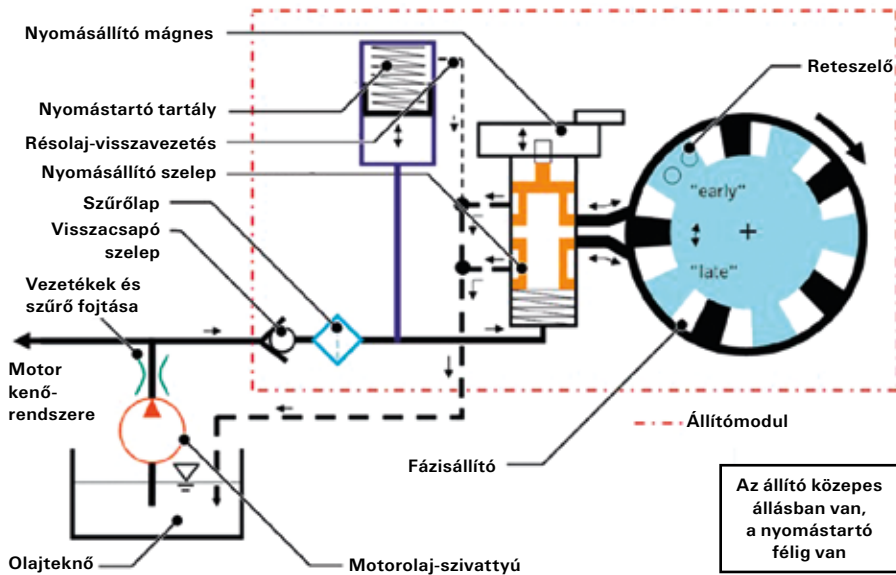 Nyomásállító mágnes
Nyomástartó tartály
Résolaj-visszavezetés
Nyomásállító szelep
Szűrőlap
Visszacsapó
szelep
Vezetékek és
szűrő fojtása
Motor
kenő-
rendszere
Olajteknő
Motorolaj-szivattyú
Reteszelő
"early"
"late"
Fázisállító
Állítómodul
Az állító közepes
állásban van,
a nyomástartó
félig van